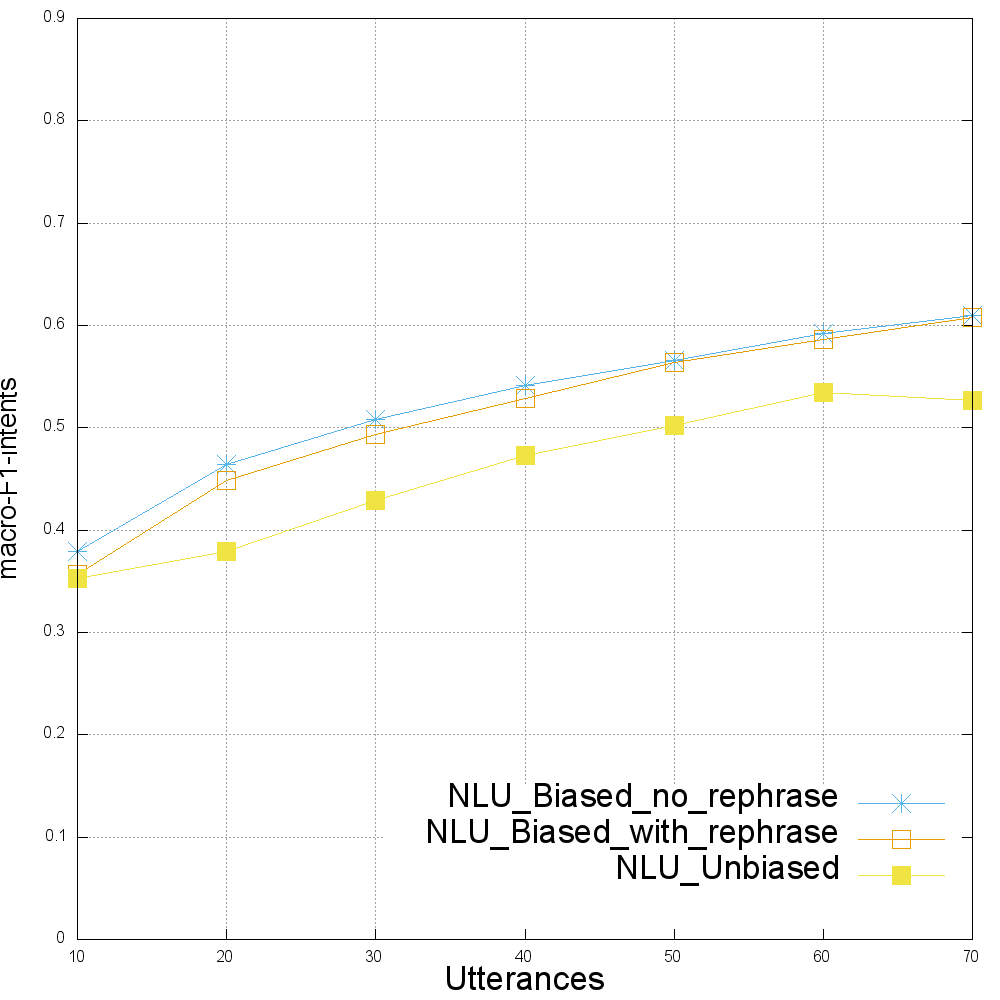 0.9
0.8
0.7
0.6
0.5
0.4
0.3
0.2
0.1
0
macro-F1-intents
NLU_Biased_no_rephrase
NLU_Biased_with_rephrase
NLU_Unbiased
10 20 30 40 50 60 70
Utterances